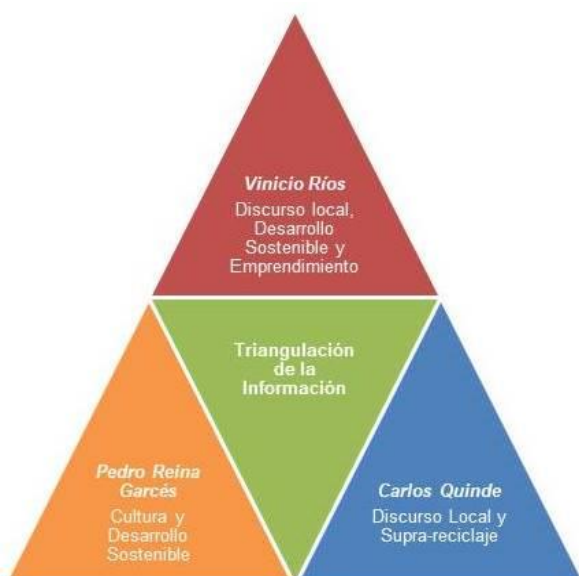 Vinicio Ríos
Discurso local,
Desarrollo
Sostenible y
Emprendimiento
Triangulación
de la
Información
Pedro Reina
Garcés
Cultura y
Desarrollo
Sostenible
Carlos Quinde
Discurso Local y
Supra-reciclaje